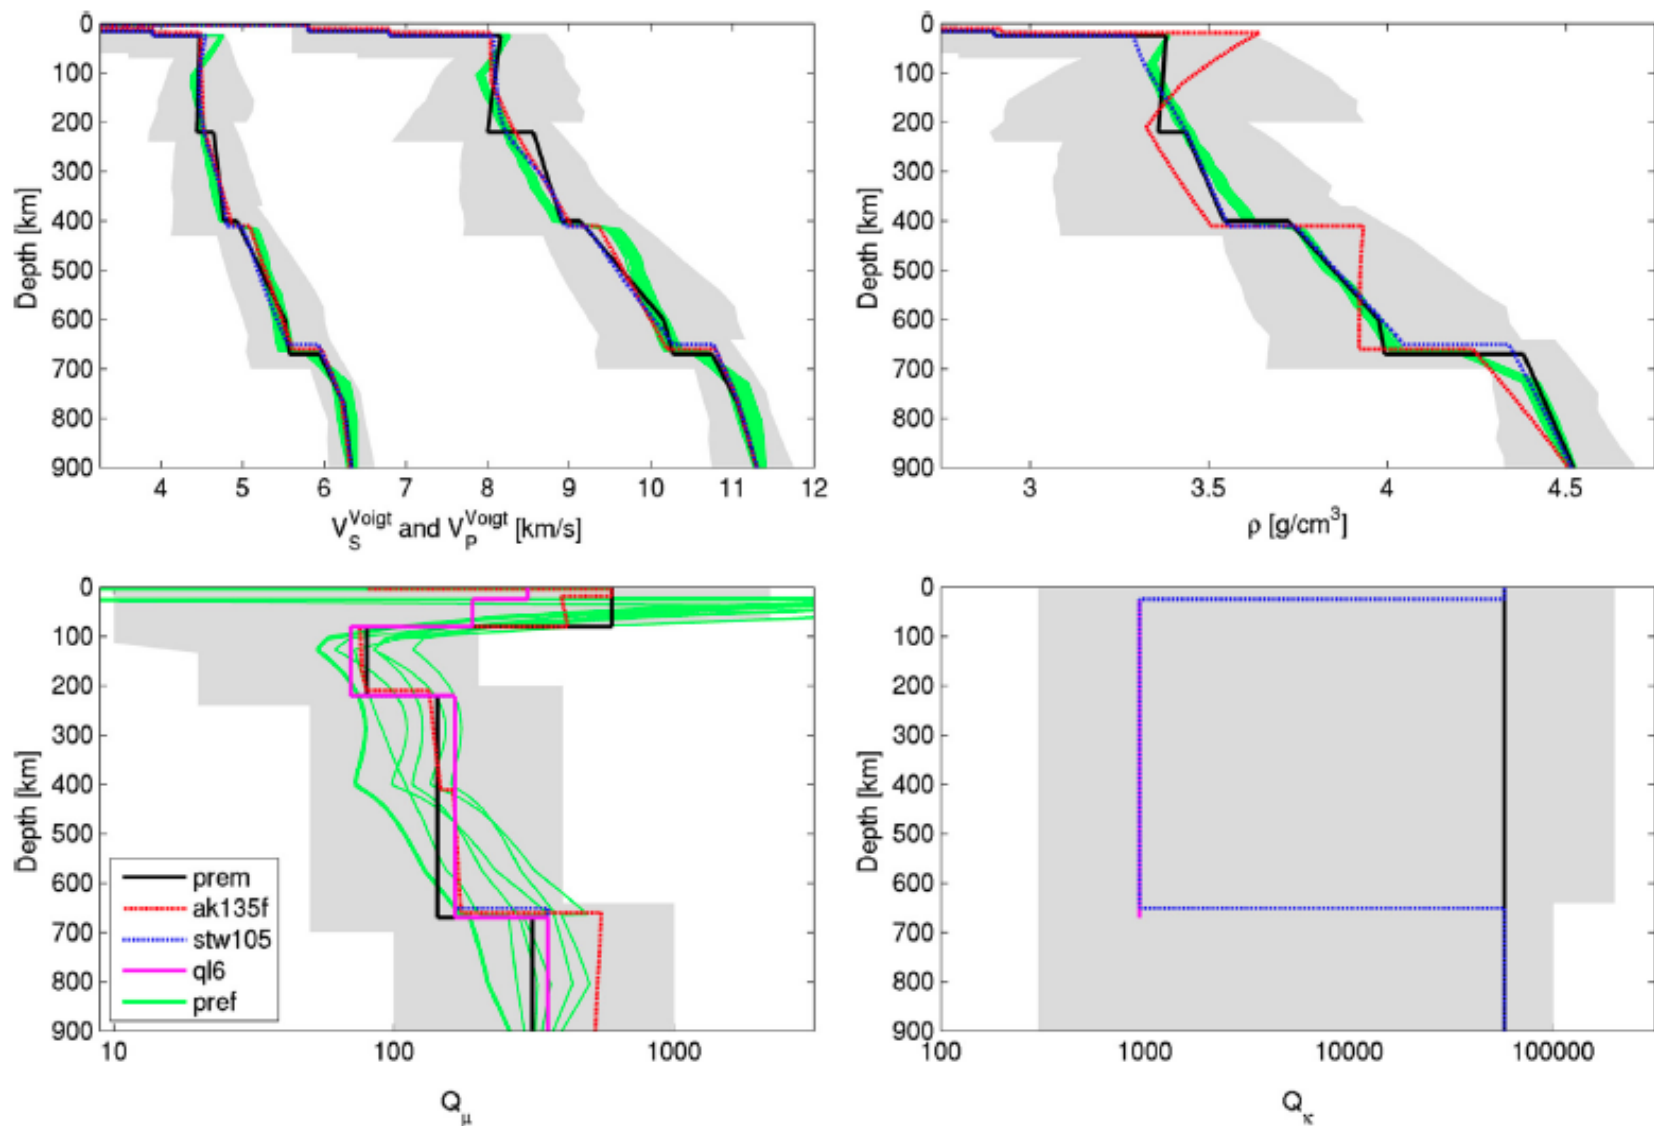 0
100
200
300
400
500
600
700
800
900
Depth [km]
4 5 6 7 8 9 10 11 12
V_S^Voigt and V_P^Voigt [km/s]
0
100
200
300
400
500
600
700
800
900
Depth [km]
3 3.5 4 4.5
ρ [g/cm³]
0
100
200
300
400
500
600
700
800
900
Depth [km]
prem
ak135f
stw105
ql6
pref
10 100 1000
Q_μ
0
100
200
300
400
500
600
700
800
900
Depth [km]
100 1000 10000 100000
Q_κ